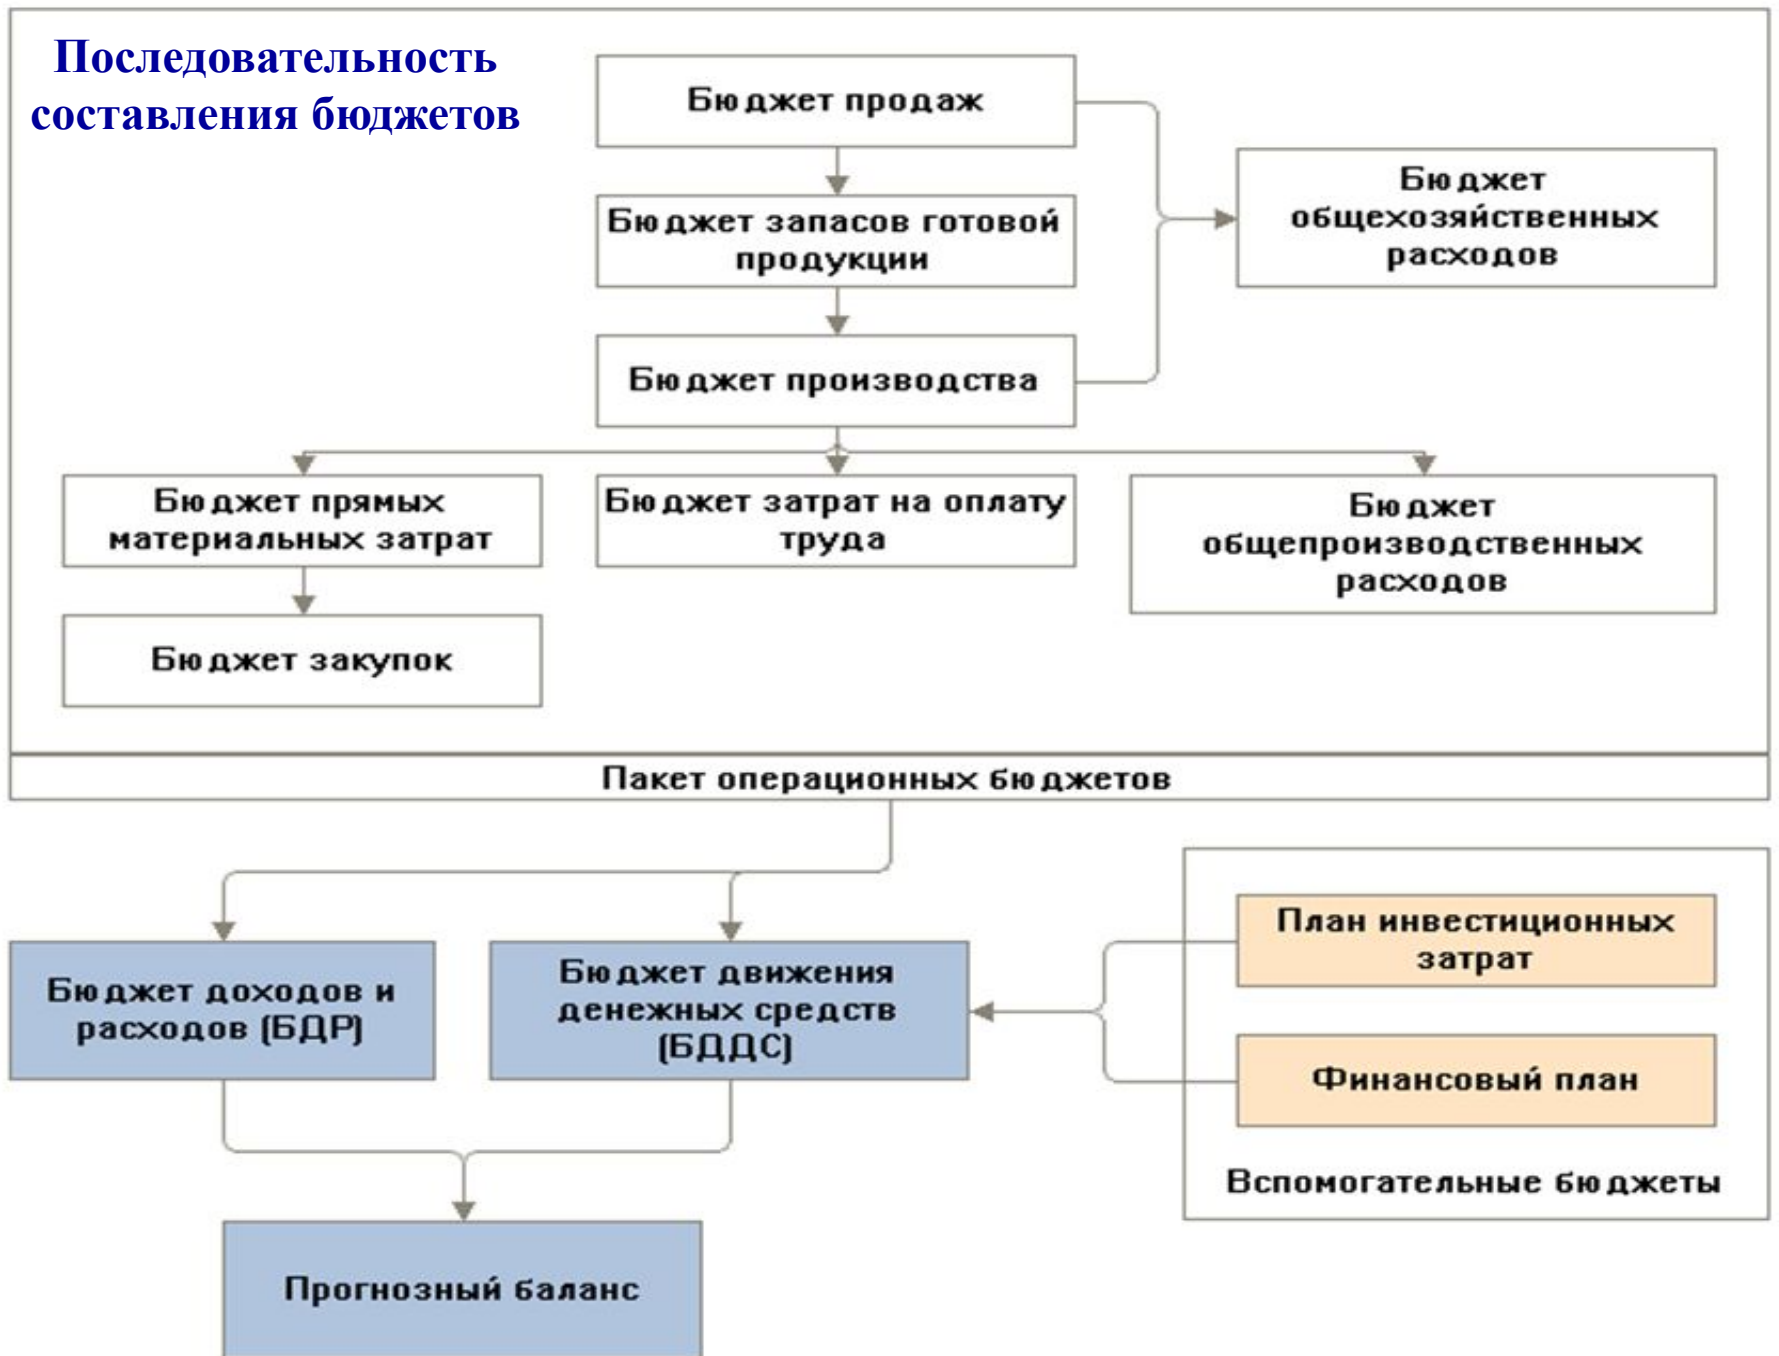 Последовательность
составления бюджетов
Бюджет продаж
Бюджет
общехозяйственных
расходов
Бюджет запасов готовой
продукции
Бюджет производства
Бюджет прямых
материальных затрат
Бюджет затрат на оплату
труда
Бюджет
общепроизводственных
расходов
Бюджет закупок
Пакет операционных бюджетов
Бюджет доходов и
расходов (БДР)
Бюджет движения
денежных средств
(БДДС)
План инвестиционных
затрат
Финансовый план
Вспомогательные бюджеты
Прогнозный баланс